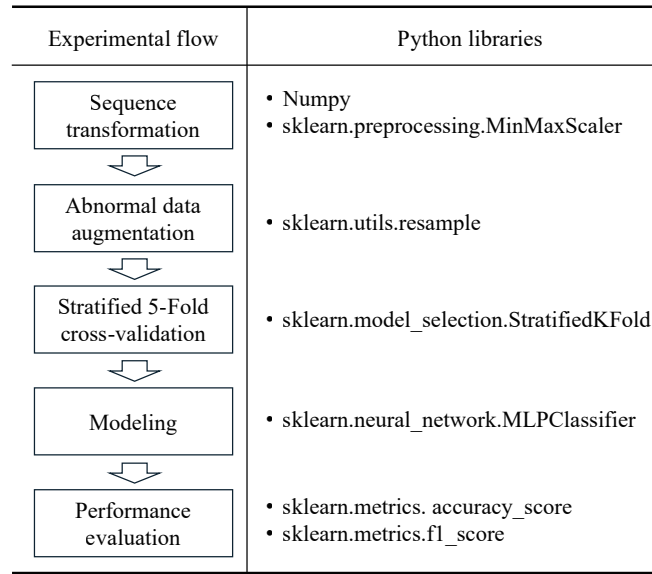 Experimental flow
Python libraries
Sequence
transformation
• Numpy
• sklearn.preprocessing.MinMaxScaler
Abnormal data
augmentation
• sklearn.utils.resample
Stratified 5-Fold
cross-validation
• sklearn.model_selection.StratifiedKFold
Modeling
• sklearn.neural_network.MLPClassifier
Performance
evaluation
• sklearn.metrics. accuracy_score
• sklearn.metrics.f1_score